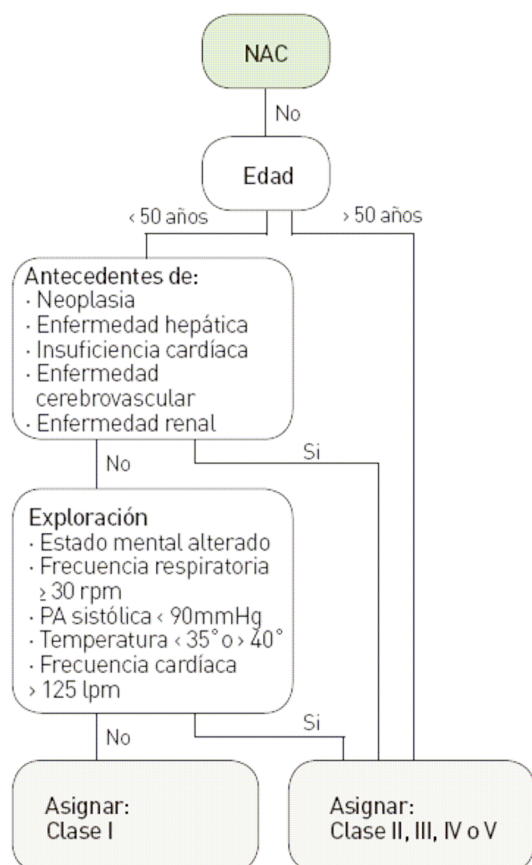 NAC
No
Edad
< 50 años
> 50 años
Antecedentes de:
· Neoplasia
· Enfermedad hepática
· Insuficiencia cardíaca
· Enfermedad
cerebrovascular
· Enfermedad renal
No
Si
Exploración
· Estado mental alterado
· Frecuencia respiratoria
≥ 30 rpm
· PA sistólica < 90mmHg
· Temperatura < 35° o > 40°
· Frecuencia cardíaca
> 125 lpm
No
Si
Asignar:
Clase I
Asignar:
Clase II, III, IV o V